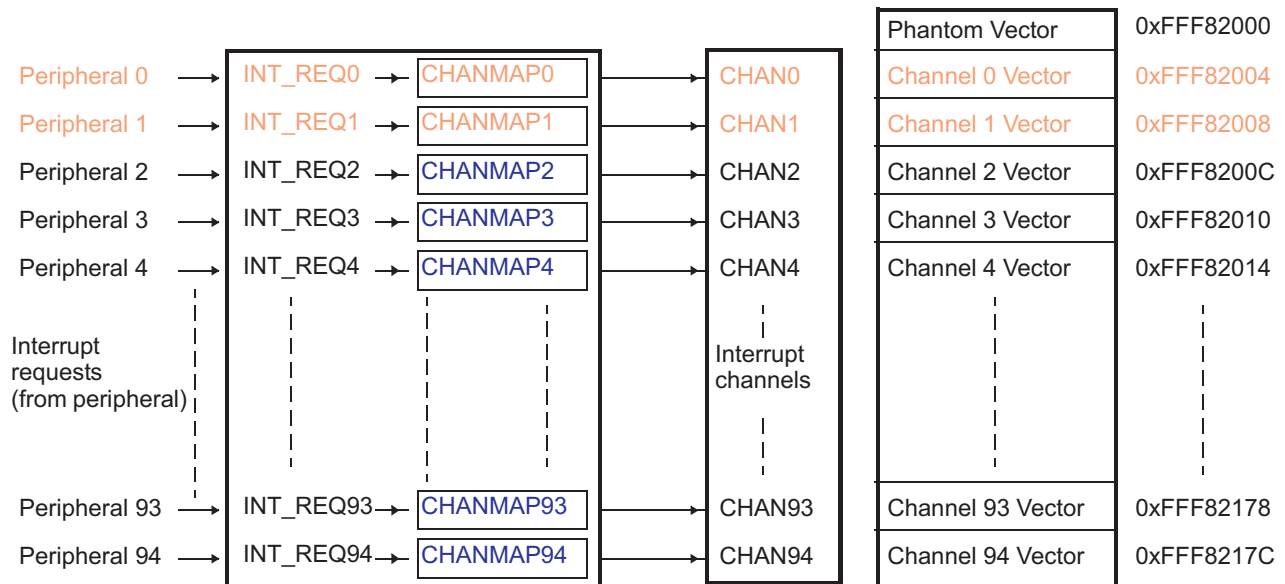 Phantom Vector 0xFFF82000
Peripheral 0 INT_REQ0 CHANMAP0 CHAN0 Channel 0 Vector 0xFFF82004
Peripheral 1 INT_REQ1 CHANMAP1 CHAN1 Channel 1 Vector 0xFFF82008
Peripheral 2 INT_REQ2 CHANMAP2 CHAN2 Channel 2 Vector 0xFFF8200C
Peripheral 3 INT_REQ3 CHANMAP3 CHAN3 Channel 3 Vector 0xFFF82010
Peripheral 4 INT_REQ4 CHANMAP4 CHAN4 Channel 4 Vector 0xFFF82014
Interrupt
requests
(from peripheral)
Interrupt
channels
Peripheral 93 INT_REQ93 CHANMAP93 CHAN93 Channel 93 Vector 0xFFF82178
Peripheral 94 INT_REQ94 CHANMAP94 CHAN94 Channel 94 Vector 0xFFF8217C